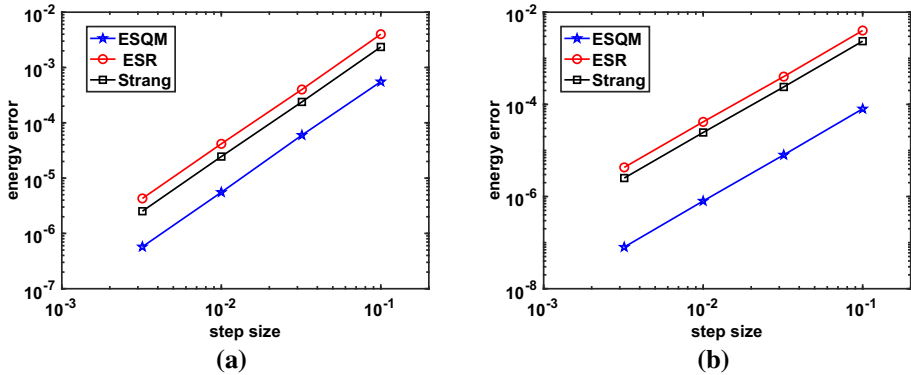 10^-2
10^-3
10^-4
10^-5
10^-6
10^-7
energy error
ESQM
ESR
Strang
10^-3
10^-2
10^-1
step size
(a)
10^-2
10^-4
10^-6
10^-8
energy error
ESQM
ESR
Strang
10^-3
10^-2
10^-1
step size
(b)